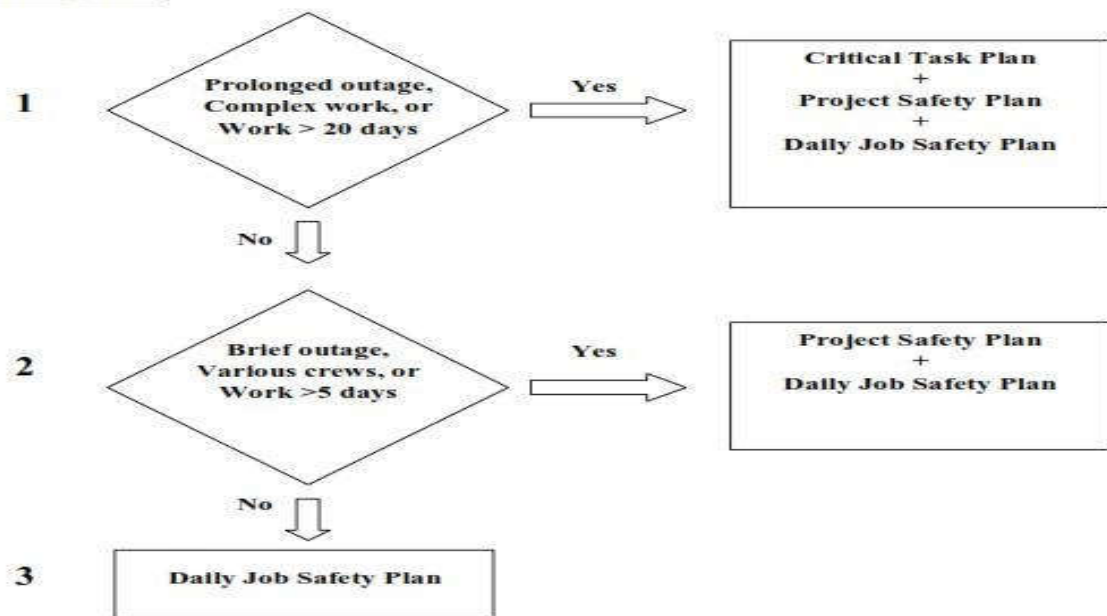 1
Prolonged outage,
Complex work, or
Work > 20 days
Yes
Critical Task Plan
+
Project Safety Plan
+
Daily Job Safety Plan
No
2
Brief outage,
Various crews, or
Work >5 days
Yes
Project Safety Plan
+
Daily Job Safety Plan
No
3
Daily Job Safety Plan